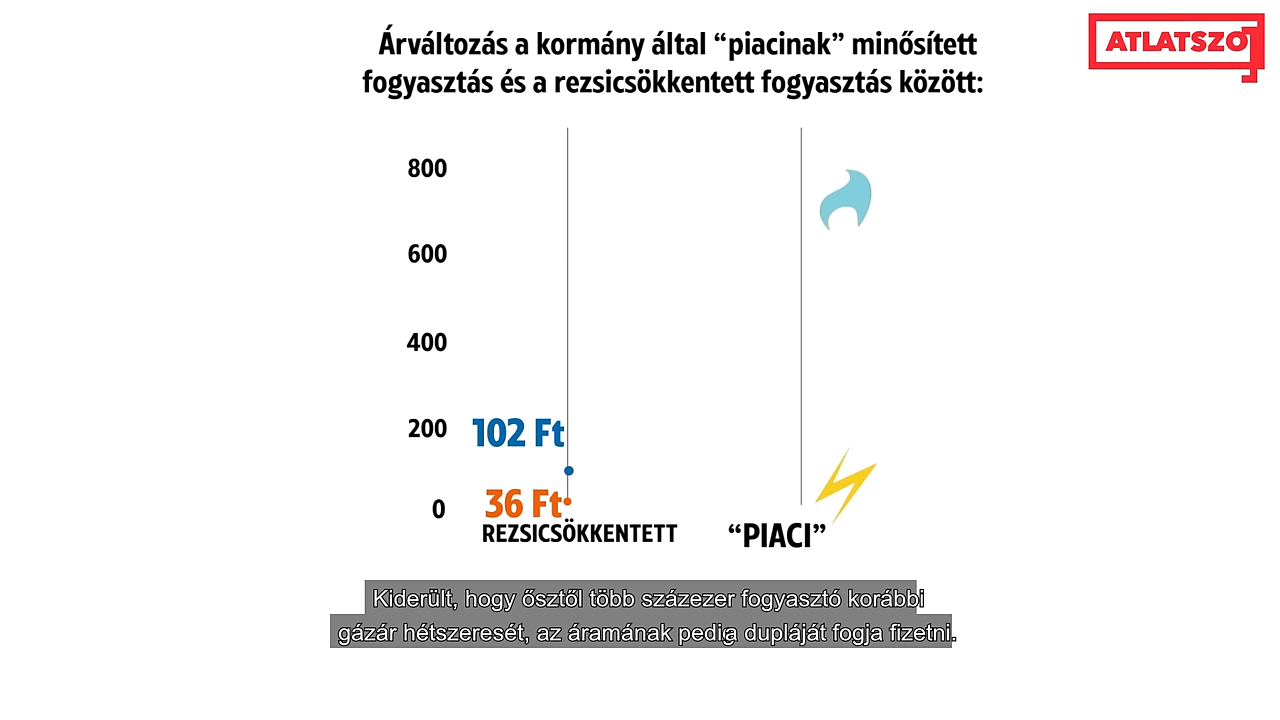 Árváltozás a kormány által “piacinak” minősített
fogyasztás és a rezsicsökkentett fogyasztás között:
ATLATSZO
800
600
400
200
102 Ft
36 Ft
0
REZSICSÖKKENTETT
“PIACI”
Kiderült, hogy ősztől több százezer fogyasztó korábbi
gázár hétszeresét, az áramának pedig dupláját fogja fizetni.